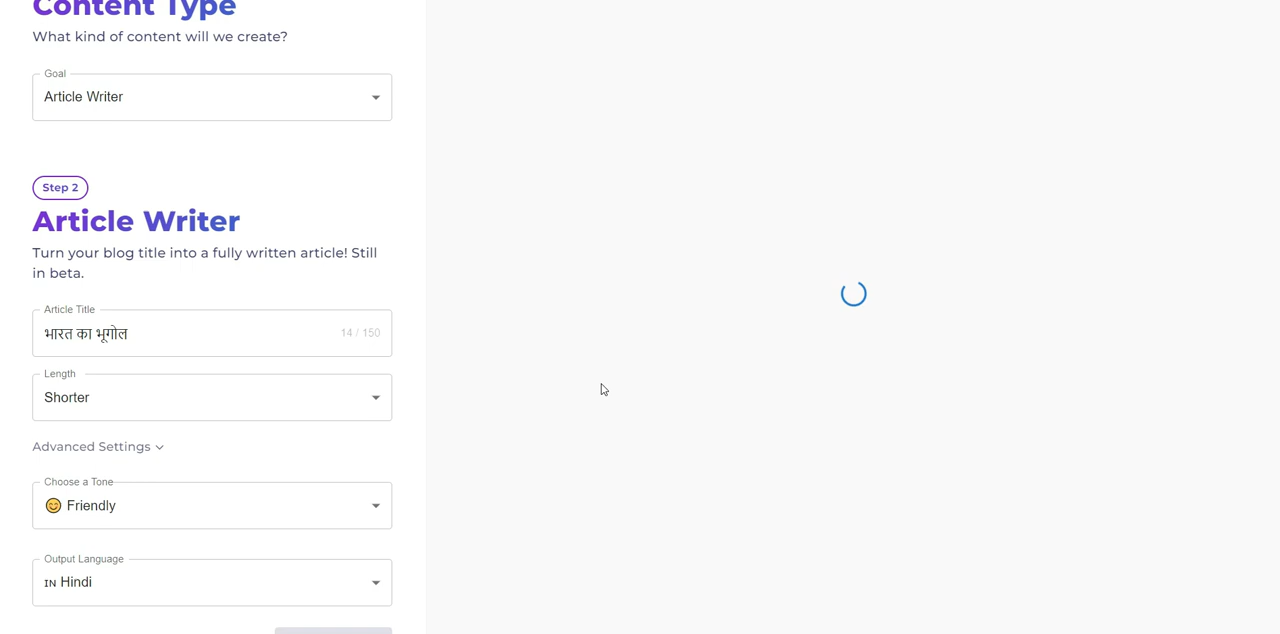 Content Type
What kind of content will we create?
Goal
Article Writer
Step 2
Article Writer
Turn your blog title into a fully written article! Still
in beta.
Article Title
भारत का भूगोल 14 / 150
Length
Shorter
Advanced Settings
Choose a Tone
😊 Friendly
Output Language
IN Hindi